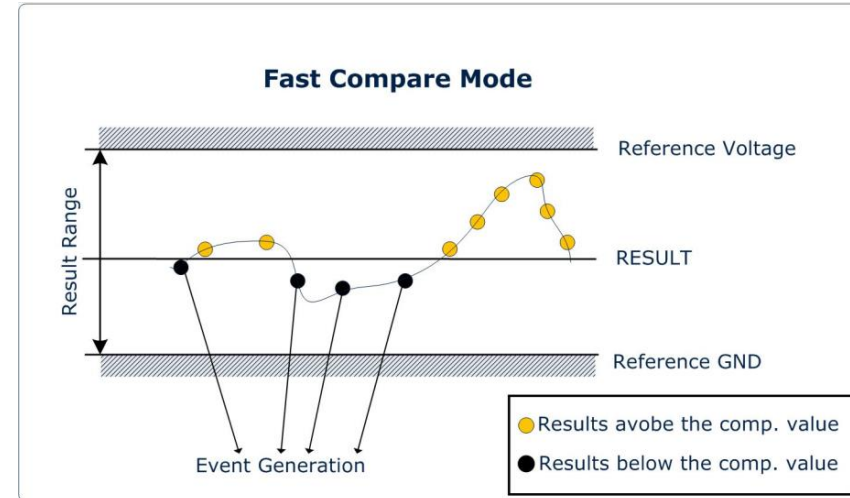 Fast Compare Mode
Reference Voltage
Result Range
RESULT
Reference GND
Results avobe the comp. value
Results below the comp. value
Event Generation